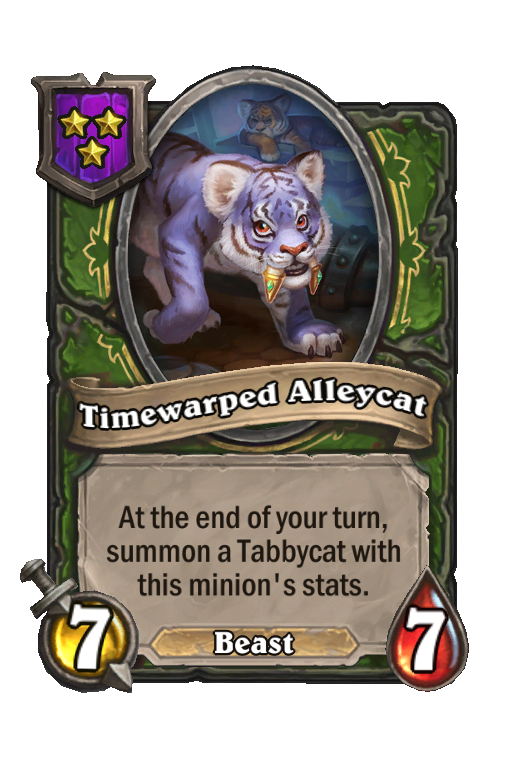 Timewarped Alleycat
At the end of your turn,
summon a Tabbycat with
this minion's stats.
7
Beast
7